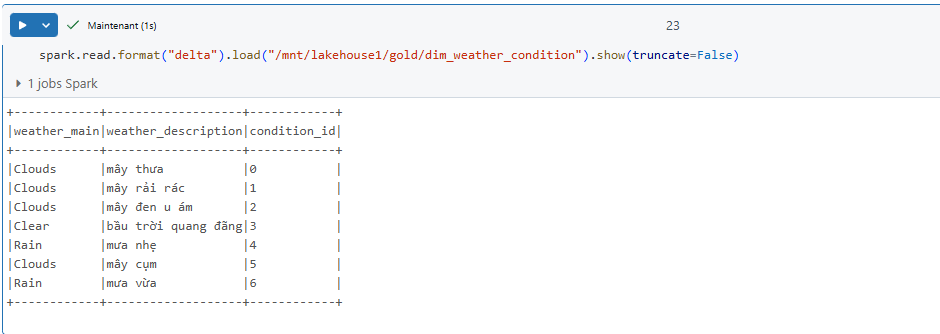 Maintenant (1s) 23
spark.read.format("delta").load("/mnt/lakehouse1/gold/dim_weather_condition").show(truncate=False)
1 jobs Spark
+------------+------------------+------------+
|weather_main|weather_description|condition_id|
+------------+------------------+------------+
|Clouds      |mây thưa          |0           |
|Clouds      |mây rải rác       |1           |
|Clouds      |mây đen u ám      |2           |
|Clear       |bầu trời quang đãng|3           |
|Rain        |mưa nhẹ           |4           |
|Clouds      |mây cụm           |5           |
|Rain        |mưa vừa           |6           |
+------------+------------------+------------+